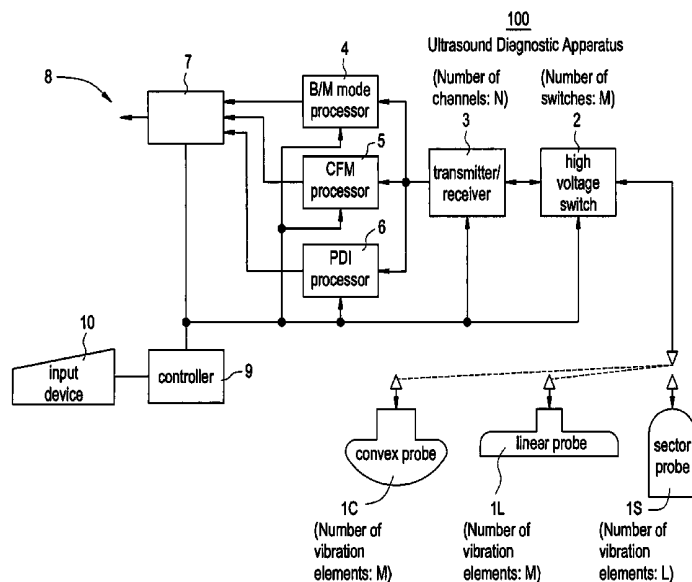 100
Ultrasound Diagnostic Apparatus
(Number of
channels: N)
(Number of
switches: M)
8
7
4
B/M mode
processor
3
2
5
CFM
processor
transmitter/
receiver
high
voltage
switch
6
PDI
processor
10
input
device
controller
9
convex probe
linear probe
sector
probe
1C
(Number of
vibration
elements: M)
1L
(Number of
vibration
elements: M)
1S
(Number of
vibration
elements: L)